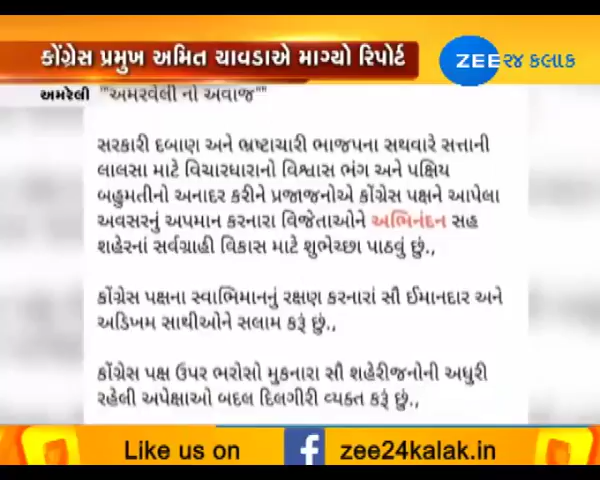 કોંગ્રેસ પ્રમુખ અમિત ચાવડાએ માગ્યો રિપોર્ટ
ZEE ૨૪ કલાક
અમરેલી
""અમરવેલી નો અવાજ""
સરકારી દબાણ અને ભ્રષ્ટાચારી ભાજપના સથવારે સત્તાની
લાલસા માટે વિચારધારાનો વિશ્વાસ ભંગ અને પક્ષિય
બહુમતીનો અનાદર કરીને પ્રજાજનોએ કોંગ્રેસ પક્ષને આપેલા
અવસરનું અપમાન કરનારા વિજેતાઓને અભિનંદન સહ
શહેરનાં સર્વગ્રાહી વિકાસ માટે શુભેચ્છા પાઠવું છું.,
કોંગ્રેસ પક્ષના સ્વાભિમાનનું રક્ષણ કરનારાં સૌ ઈમાનદાર અને
અડિખમ સાથીઓને સલામ કરૂં છું.,
કોંગ્રેસ પક્ષ ઉપર ભરોસો મુકનારા સૌ શહેરીજનોની અધુરી
રહેલી અપેક્ષાઓ બદલ દિલગીરી વ્યક્ત કરૂં છું.,
Like us on f zee24kalak.in